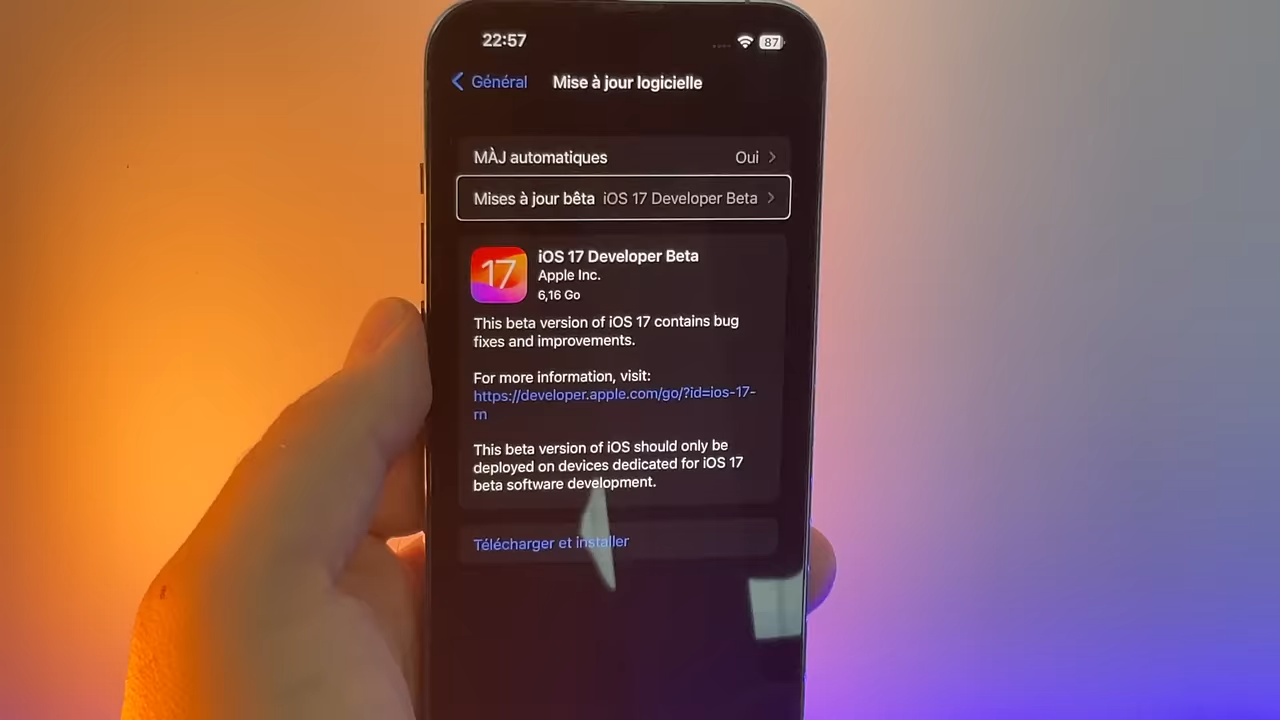 22:57
87
Général
Mise à jour logicielle
MÀJ automatiques Oui
Mises à jour bêta iOS 17 Developer Beta
17
iOS 17 Developer Beta
Apple Inc.
6,16 Go
This beta version of iOS 17 contains bug
fixes and improvements.
For more information, visit:
https://developer.apple.com/go/?id=ios-17-
rn
This beta version of iOS should only be
deployed on devices dedicated for iOS 17
beta software development.
Télécharger et installer